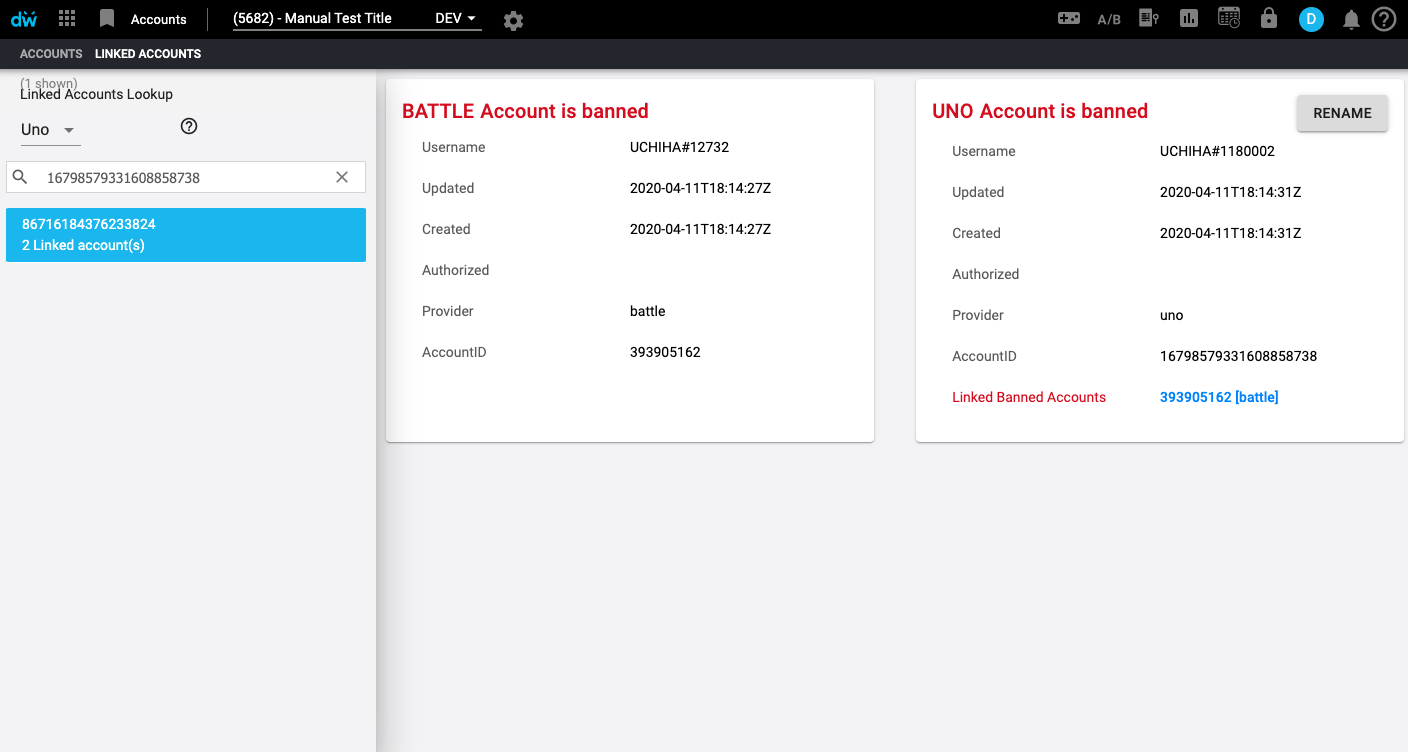 dw
Accounts
(5682) - Manual Test Title
DEV
A/B
D
ACCOUNTS
LINKED ACCOUNTS
(1 shown)
Linked Accounts Lookup
Uno
16798579331608858738
86716184376233824
2 Linked account(s)
BATTLE Account is banned
Username UCHIHA#12732
Updated 2020-04-11T18:14:27Z
Created 2020-04-11T18:14:27Z
Authorized
Provider battle
AccountID 393905162
UNO Account is banned
RENAME
Username UCHIHA#1180002
Updated 2020-04-11T18:14:31Z
Created 2020-04-11T18:14:31Z
Authorized
Provider uno
AccountID 16798579331608858738
Linked Banned Accounts 393905162 [battle]